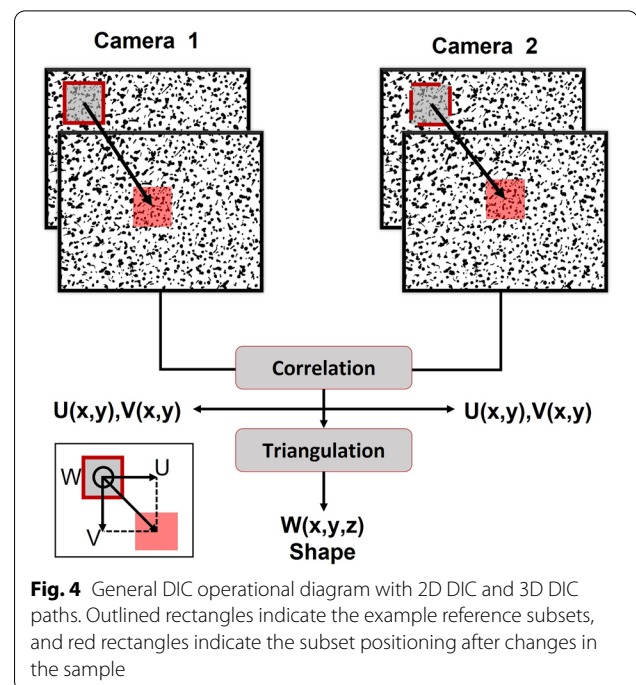 Camera 1
Camera 2
Correlation
U(x,y),V(x,y)
U(x,y),V(x,y)
Triangulation
W
U
V
W(x,y,z)
Shape
Fig. 4 General DIC operational diagram with 2D DIC and 3D DIC
paths. Outlined rectangles indicate the example reference subsets,
and red rectangles indicate the subset positioning after changes in
the sample